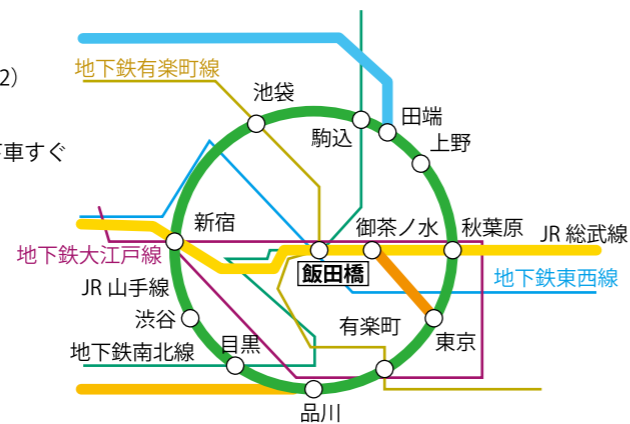 2）
地下鉄有楽町線
池袋
田端
駒込
上野
車すぐ
新宿
御茶ノ水
秋葉原
JR 総武線
地下鉄大江戸線
飯田橋
地下鉄東西線
JR 山手線
渋谷
有楽町
東京
目黒
地下鉄南北線
品川